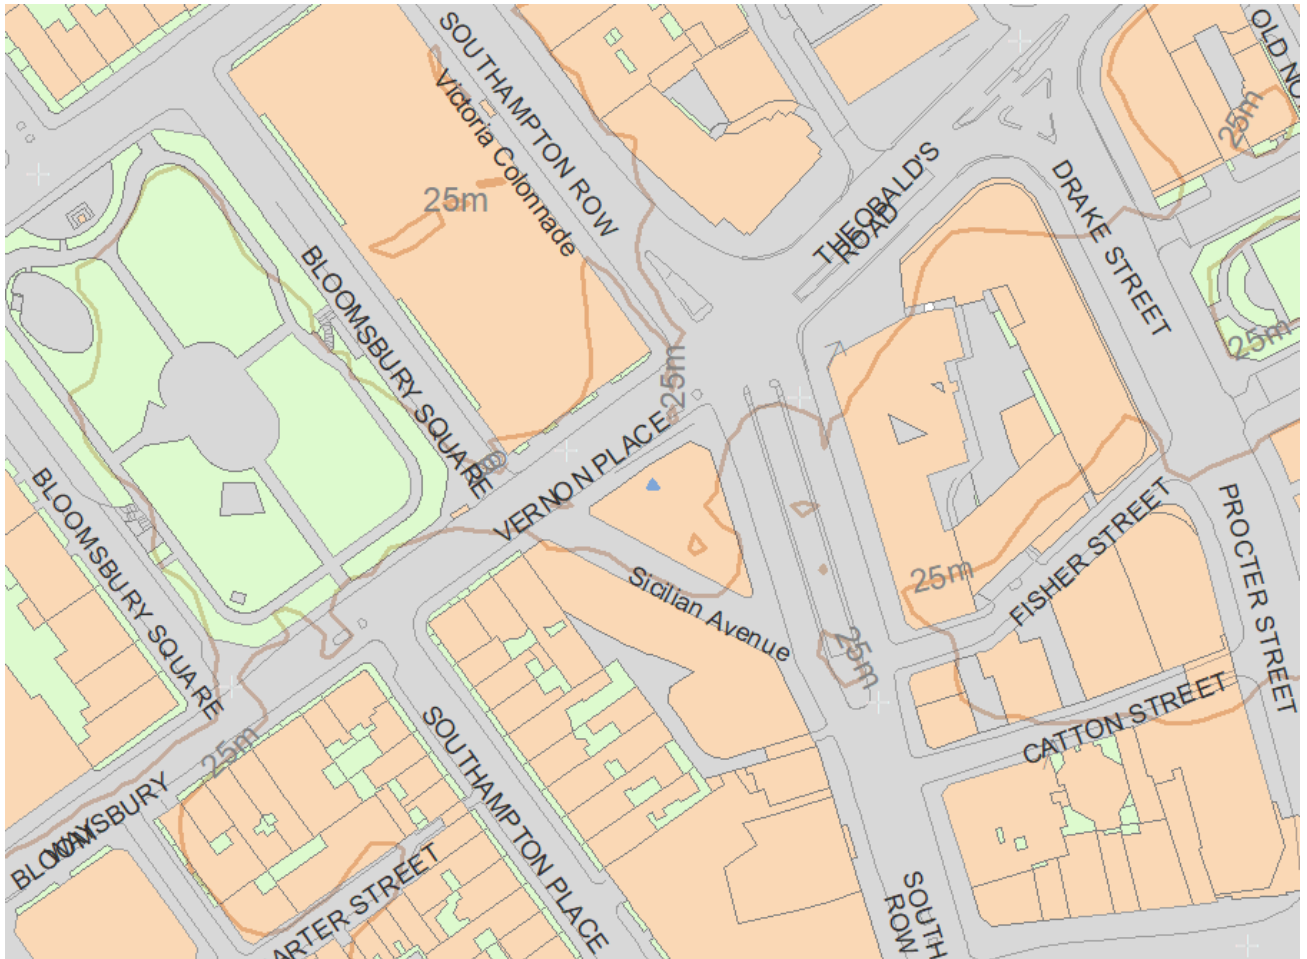 SOUTHAMPTON ROW
Victoria Colonnade
OLD NO
25m
25m
THEOBALD'S
ROAD
DRAKE STREET
BLOOMSBURY SQUARE
25m
25m
VERNON PLACE
BLOOMSBURY SQUARE
Sicilian Avenue
25m
FISHER STREET
PROCTER STREET
25m
CATTON STREET
25m
SOUTHAMPTON PLACE
BLOOMSBURY
WAY
ARTER STREET
SOUTH
ROW